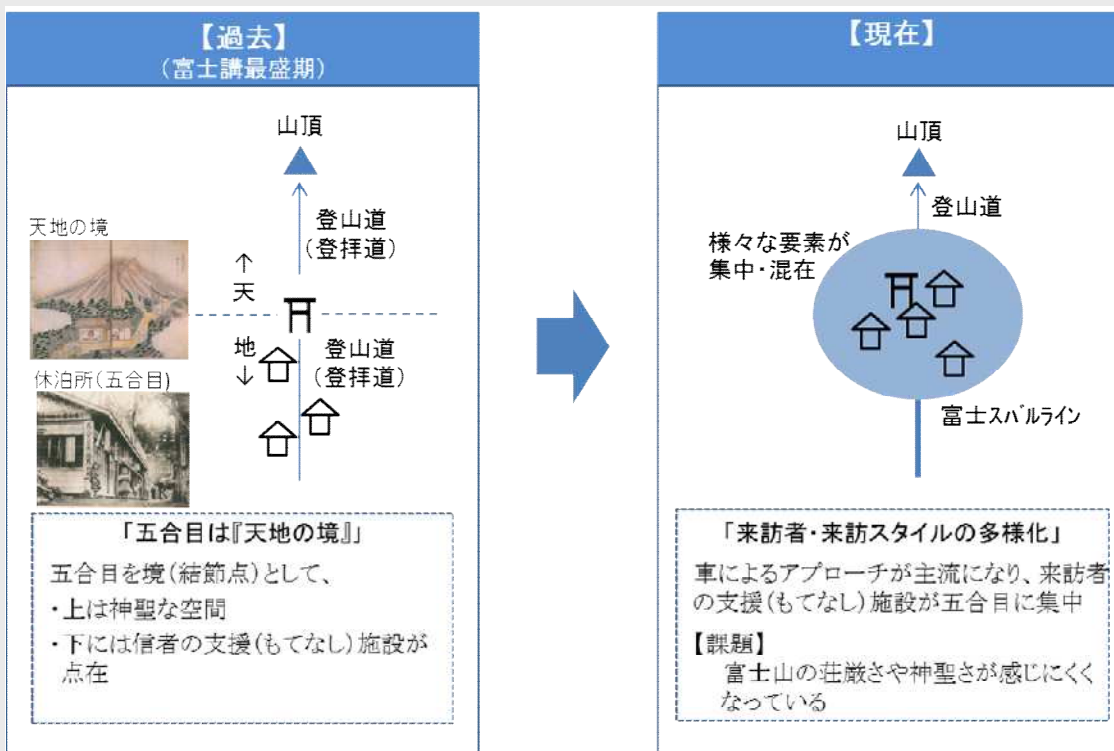 【過去】
(富士講最盛期)
山頂
登山道
(登拝道)
天地の境
↑
天
地
↓
登山道
(登拝道)
休泊所(五合目)
「五合目は『天地の境』」
五合目を境(結節点)として、
・上は神聖な空間
・下には信者の支援(もてなし)施設が
点在
【現在】
山頂
登山道
様々な要素が
集中・混在
富士スバルライン
「来訪者・来訪スタイルの多様化」
車によるアプローチが主流になり、来訪者
の支援(もてなし)施設が五合目に集中
【課題】
富士山の荘厳さや神聖さが感じにくく
なっている